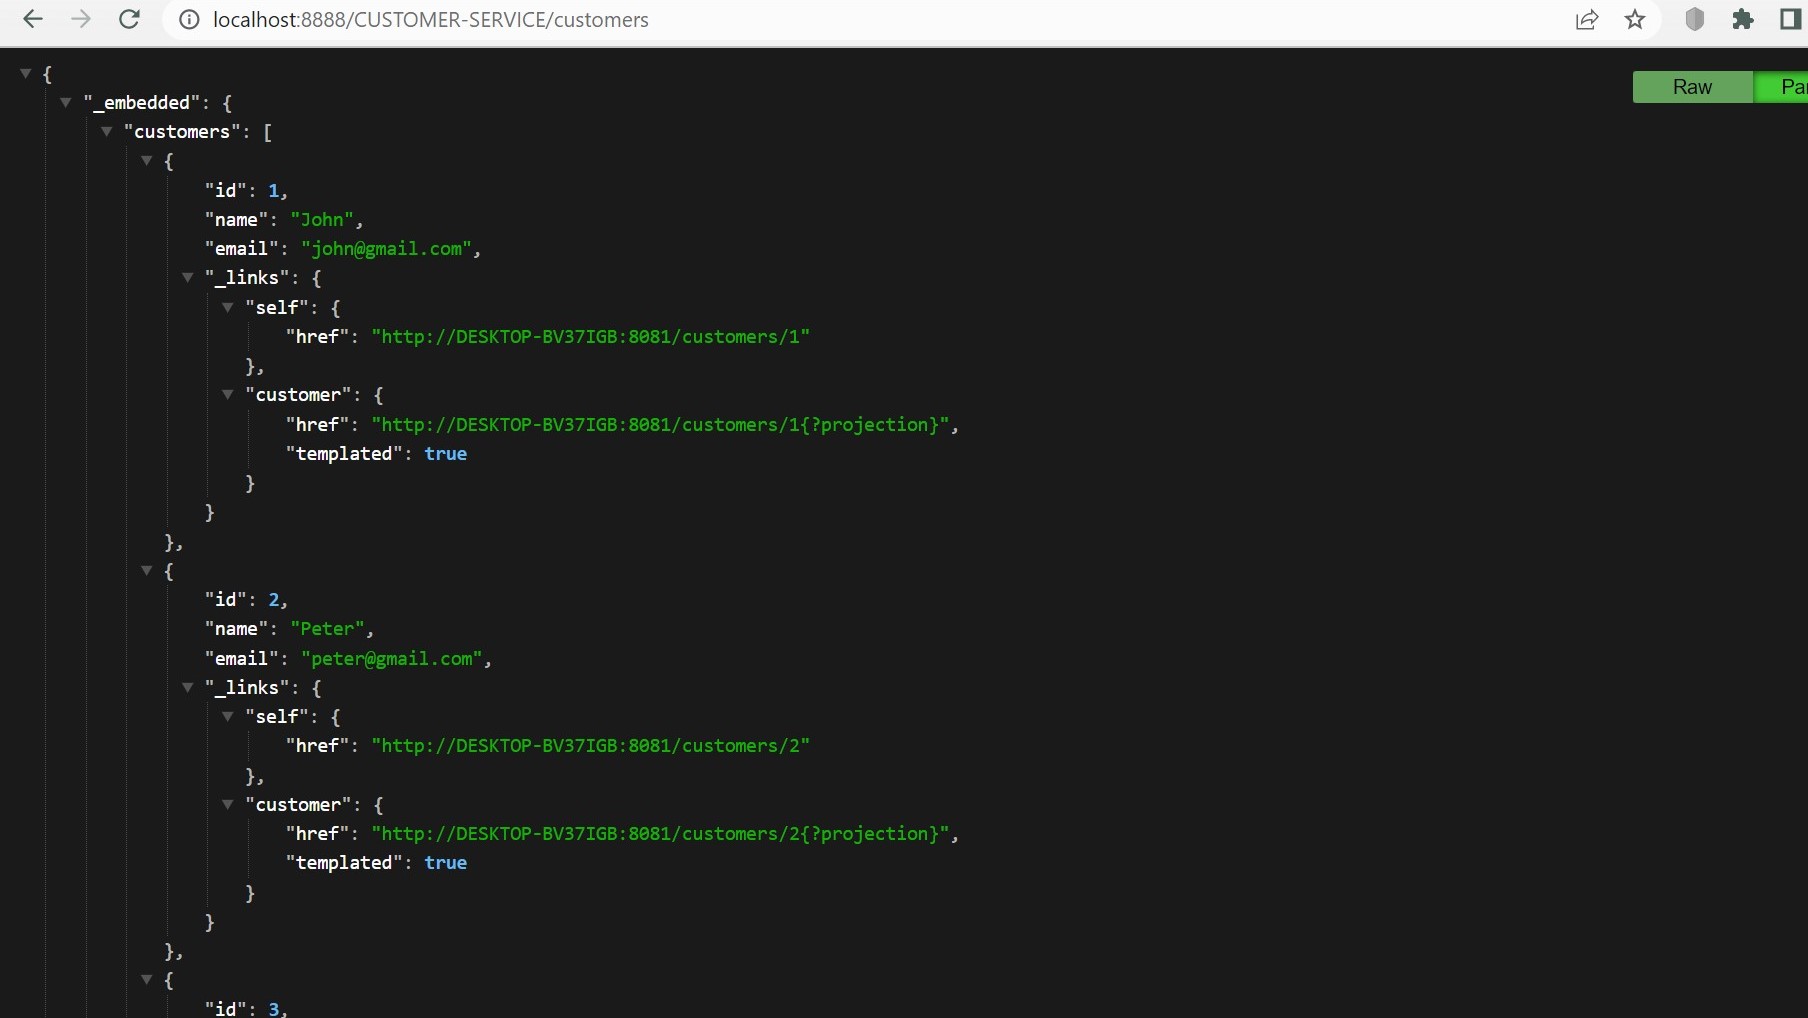 localhost:8888/CUSTOMER-SERVICE/customers
Raw
{
"_embedded": {
"customers": [
{
"id": 1,
"name": "John",
"email": "john@gmail.com",
"_links": {
"self": {
"href": "http://DESKTOP-BV37IGB:8081/customers/1"
},
"customer": {
"href": "http://DESKTOP-BV37IGB:8081/customers/1{?projection}",
"templated": true
}
}
},
{
"id": 2,
"name": "Peter",
"email": "peter@gmail.com",
"_links": {
"self": {
"href": "http://DESKTOP-BV37IGB:8081/customers/2"
},
"customer": {
"href": "http://DESKTOP-BV37IGB:8081/customers/2{?projection}",
"templated": true
}
}
},
{
"id": 3,